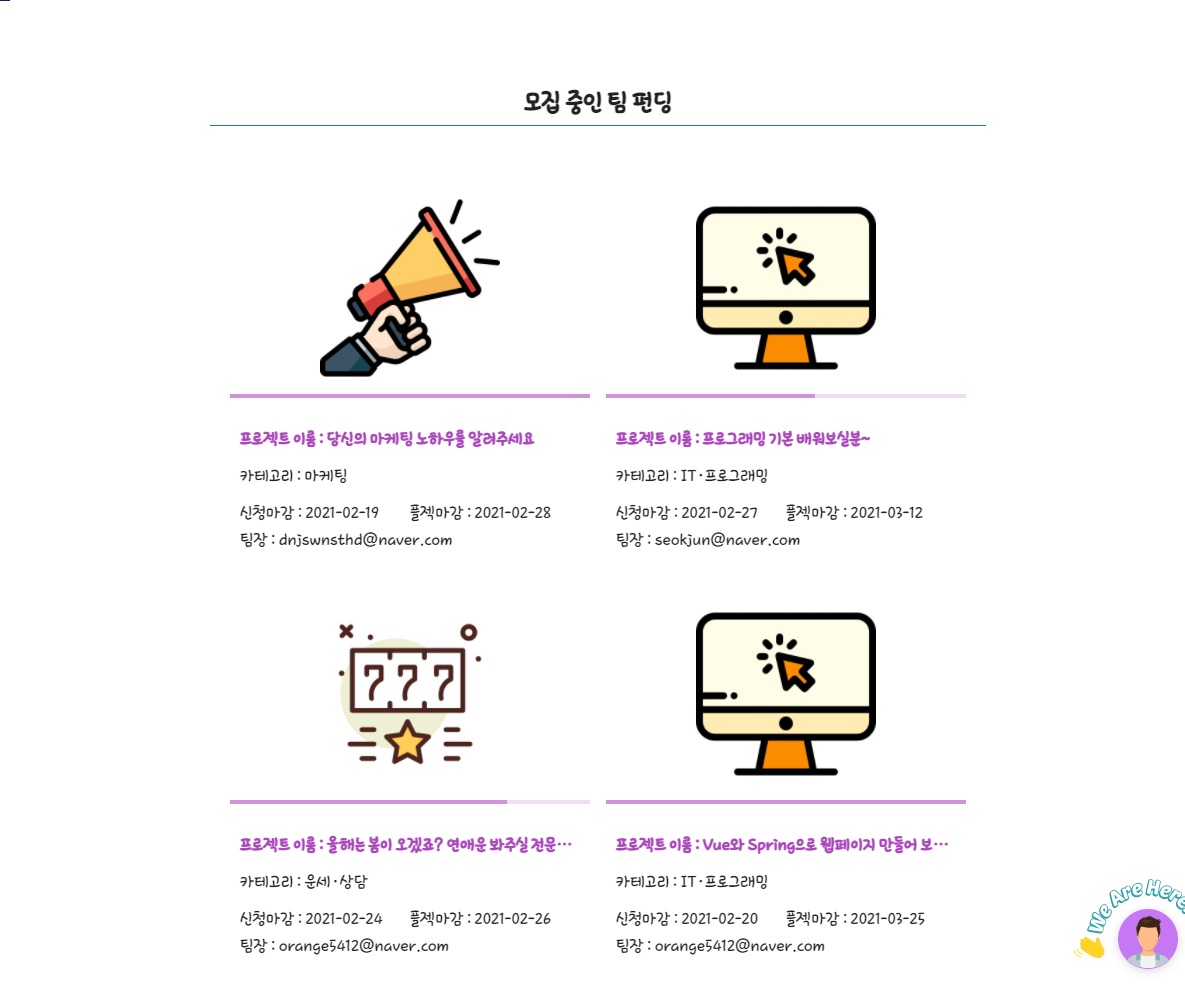 모집 중인 팀 펀딩
프로젝트 이름 : 당신의 마케팅 노하우를 알려주세요
카테고리 : 마케팅
신청마감 : 2021-02-19 플젝마감 : 2021-02-28
팀장 : dnjswnsthd@naver.com
프로젝트 이름 : 프로그래밍 기본 배워보실분~
카테고리 : IT·프로그래밍
신청마감 : 2021-02-27 플젝마감 : 2021-03-12
팀장 : seokjun@naver.com
777
프로젝트 이름 : 올해는 봄이 오겠죠? 연애운 봐주실 전문…
카테고리 : 운세·상담
신청마감 : 2021-02-24 플젝마감 : 2021-02-26
팀장 : orange5412@naver.com
프로젝트 이름 : Vue와 Spring으로 웹페이지 만들어 보…
카테고리 : IT·프로그래밍
신청마감 : 2021-02-20 플젝마감 : 2021-03-25
팀장 : orange5412@naver.com
We Are Here